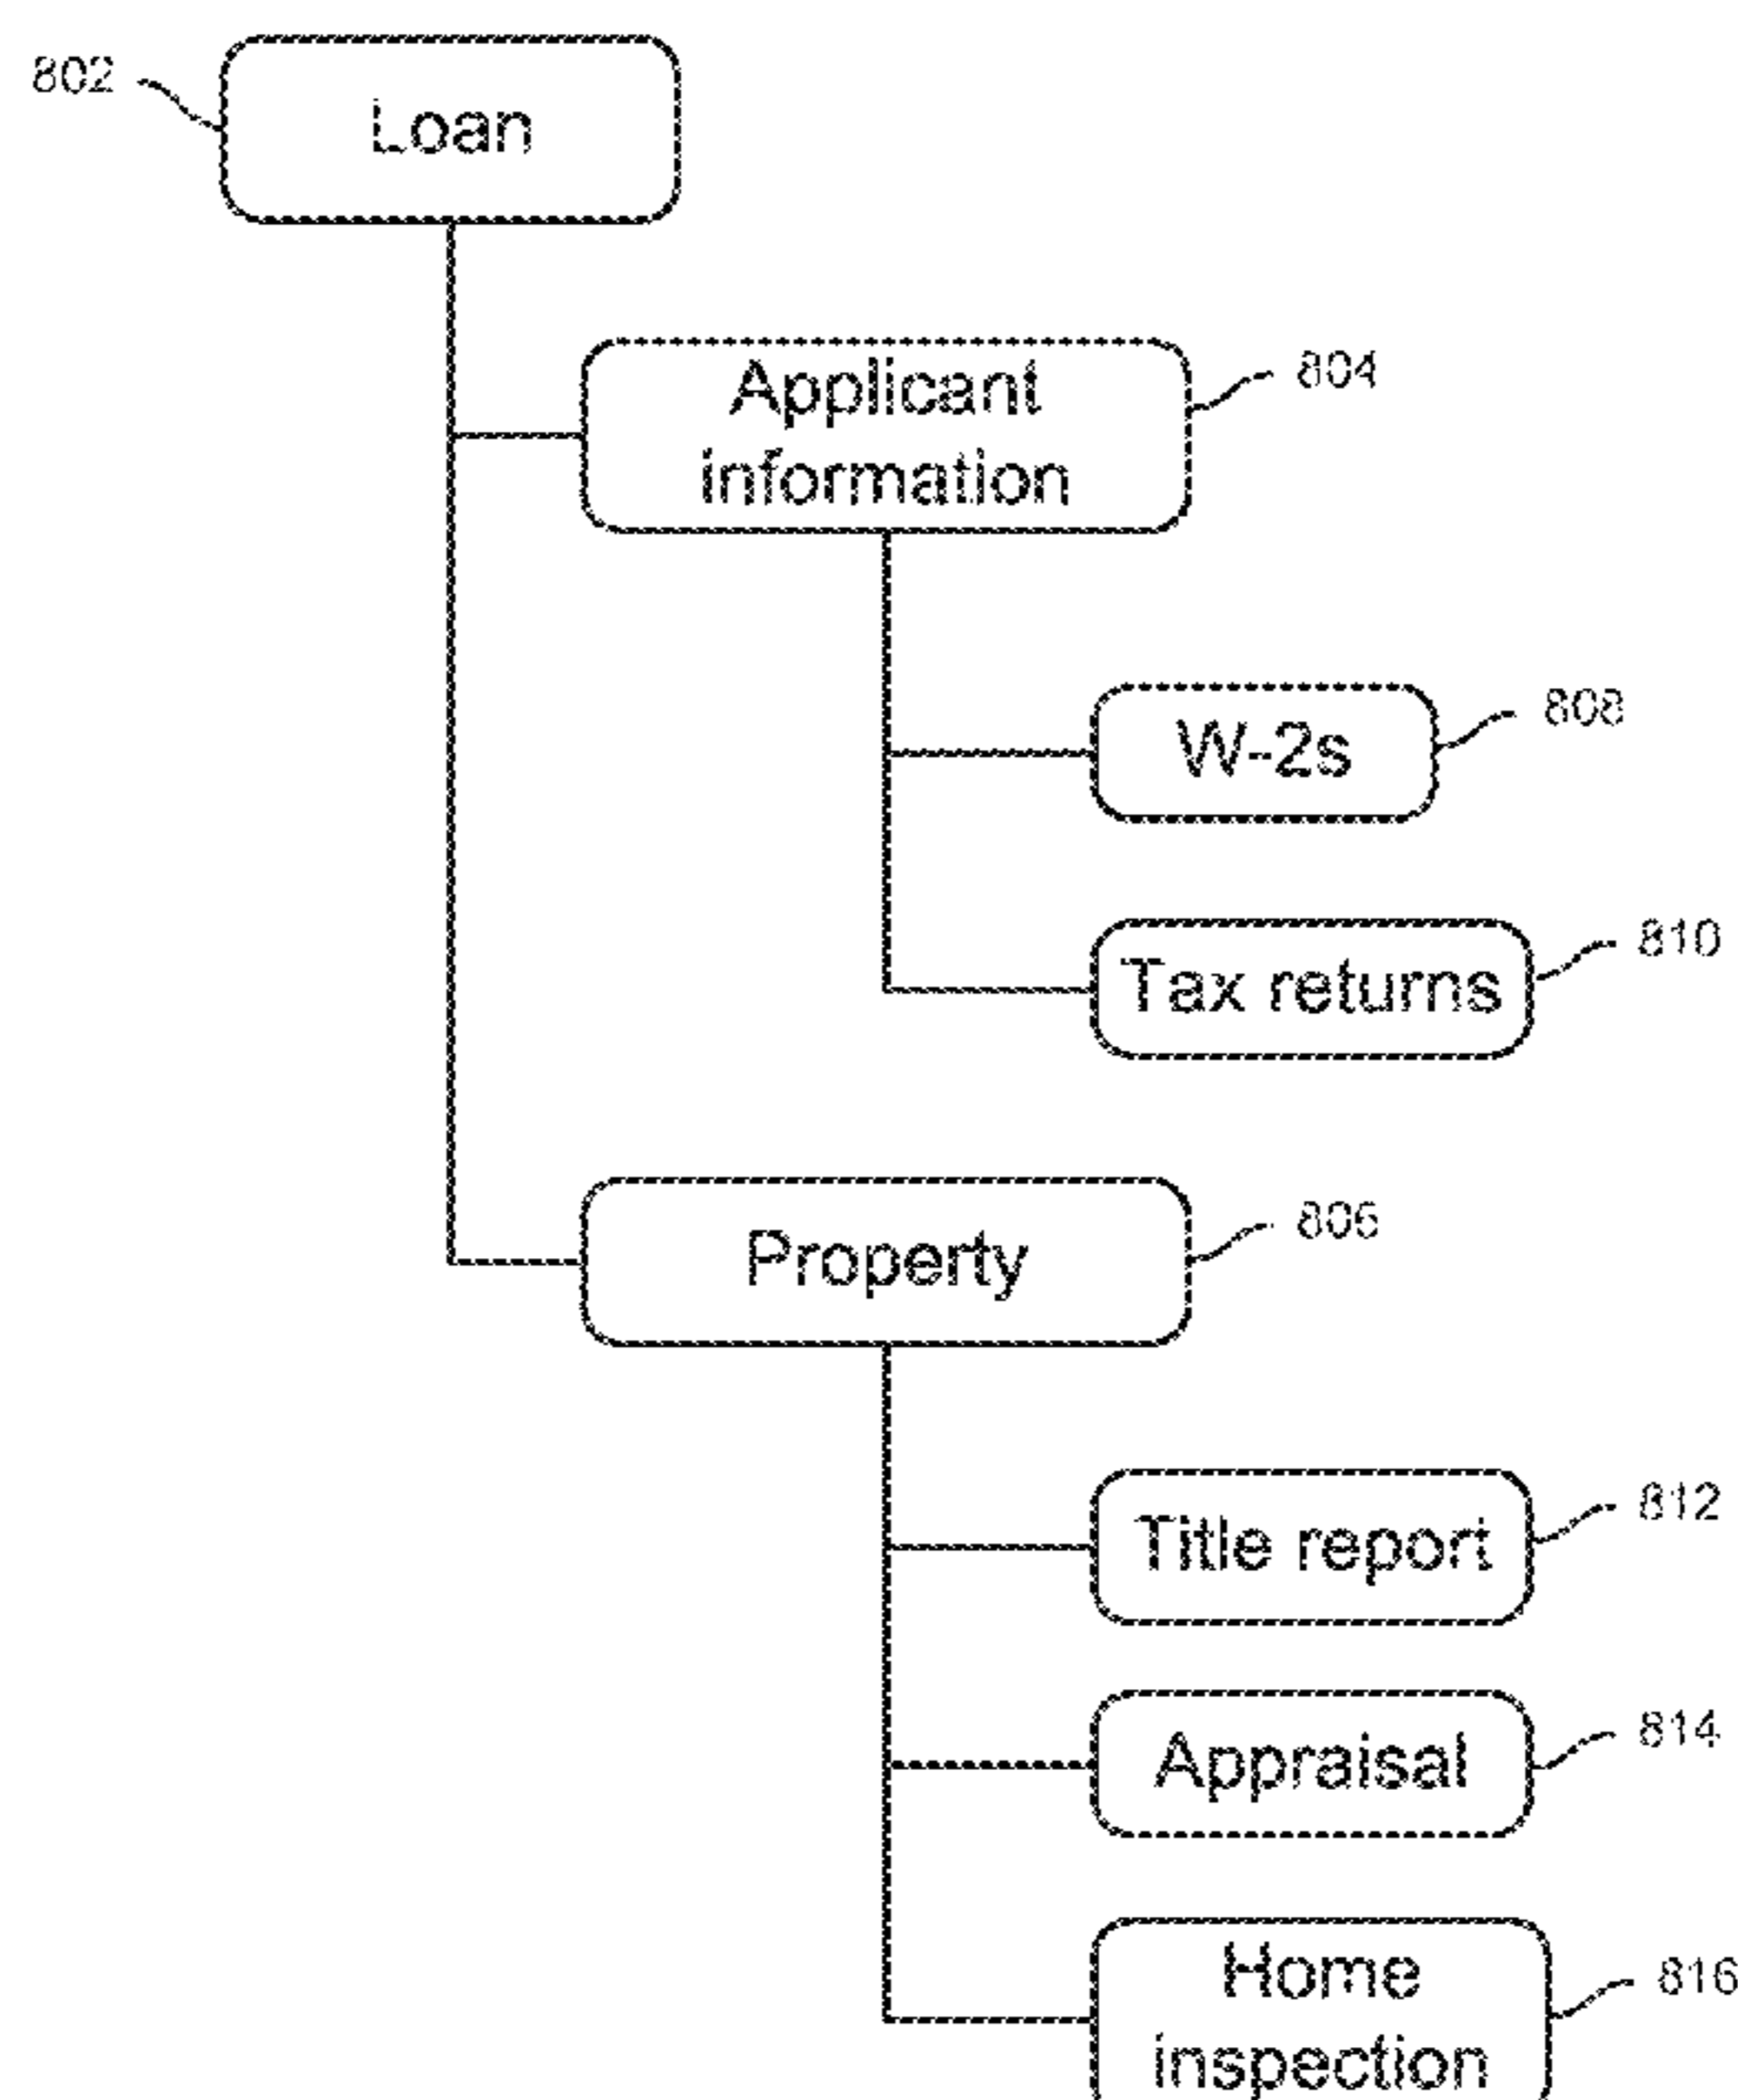 802
Loan
Applicant
information
804
W-2s
808
Tax returns
810
Property
806
Title report
812
Appraisal
814
Home
inspection
816